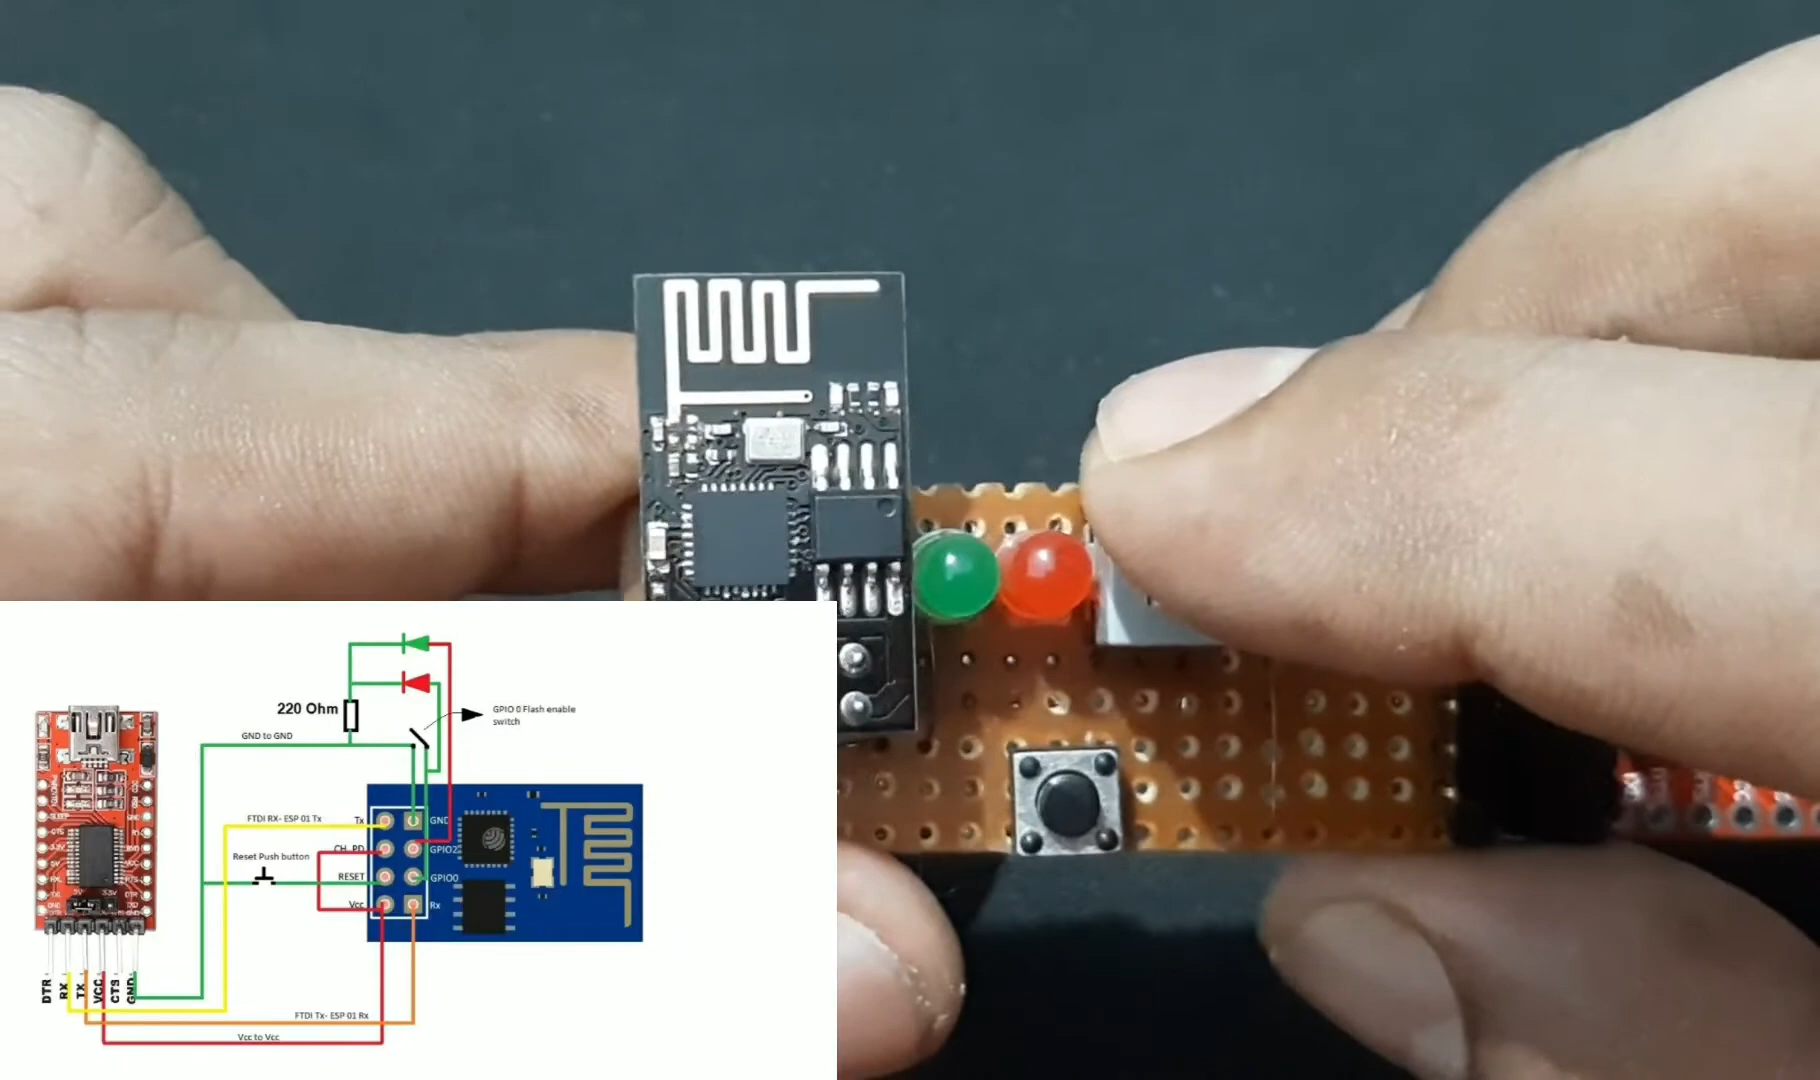 220 Ohm
GPIO 0 Flash enable
switch
GND to GND
FTDI RX- ESP 01 Tx
Tx
GND
CH_PD
GPIO2
Reset Push button
RESET
GPIO0
Vcc
Rx
5V
DTR
RX
TX
VCC
CTS
GND
FTDI Tx- ESP 01 Rx
Vcc to Vcc